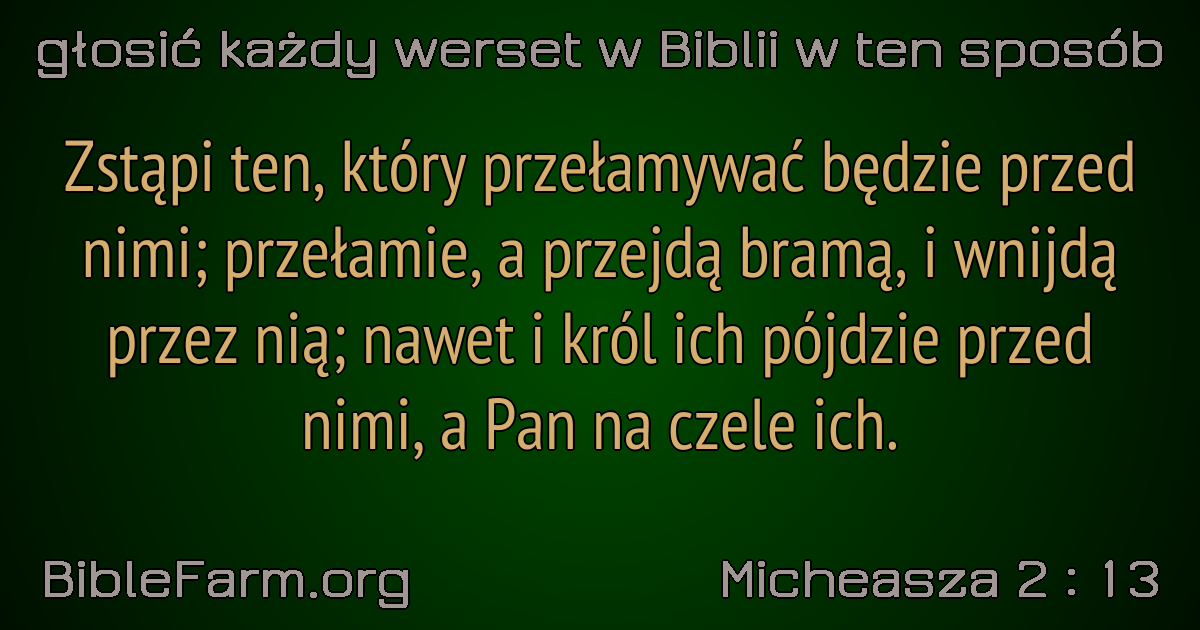 głosić każdy werset w Biblii w ten sposób
Zstąpi ten, który przełamywać będzie przed
nimi; przełamie, a przejdą bramą, i wnijdą
przez nią; nawet i król ich pójdzie przed
nimi, a Pan na czele ich.
BibleFarm.org
Micheasza 2 : 13